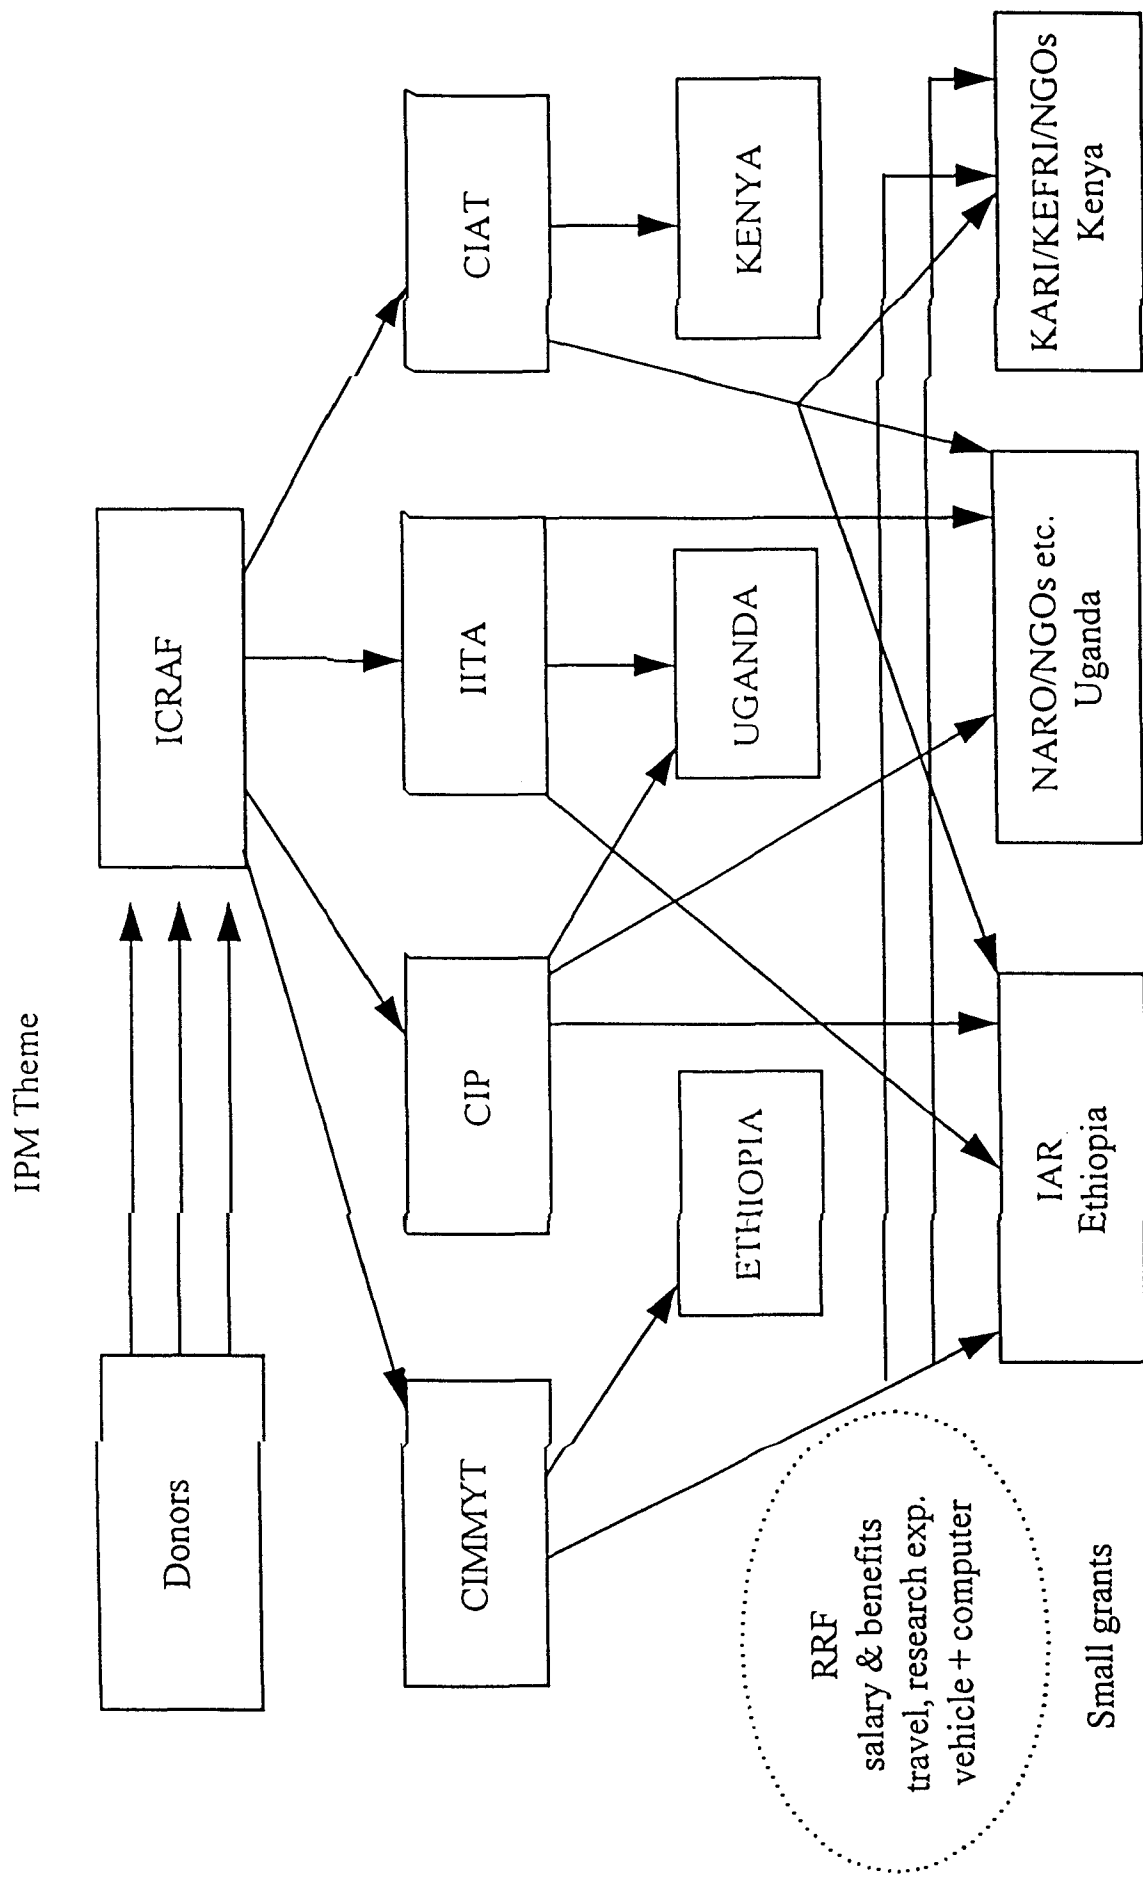 IPM Theme
Donors
ICRAF
CIMMYT
CIP
IITA
CIAT
ETHIOPIA
UGANDA
KENYA
RRF
salary & benefits
travel, research exp.
vehicle + computer
Small grants
IAR
Ethiopia
NARO/NGOs etc.
Uganda
KARI/KEFRI/NGOs
Kenya